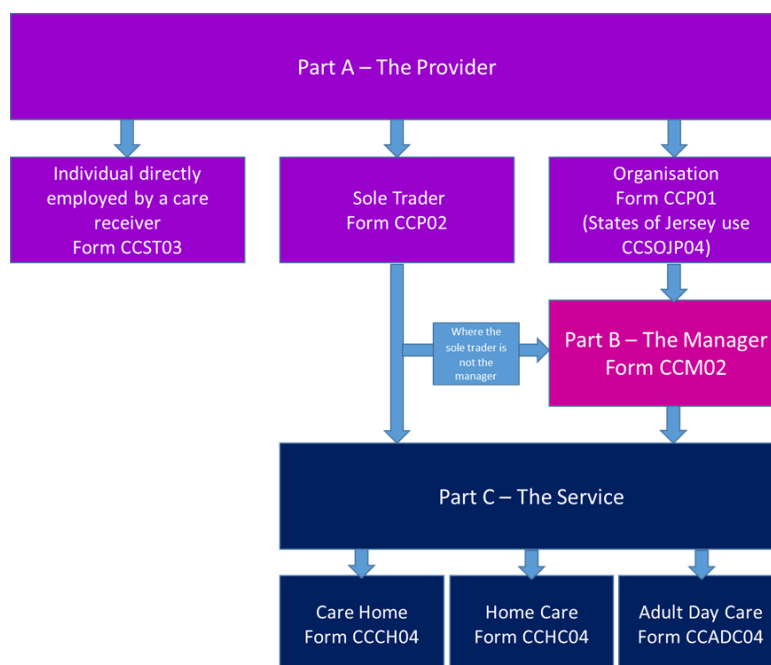 Part A – The Provider
Individual directly
employed by a care
receiver
Form CCST03
Sole Trader
Form CCP02
Organisation
Form CCP01
(States of Jersey use
CCSOJP04)
Where the
sole trader is
not the
manager
Part B – The Manager
Form CCM02
Part C – The Service
Care Home
Form CCCH04
Home Care
Form CCHC04
Adult Day Care
Form CCADC04